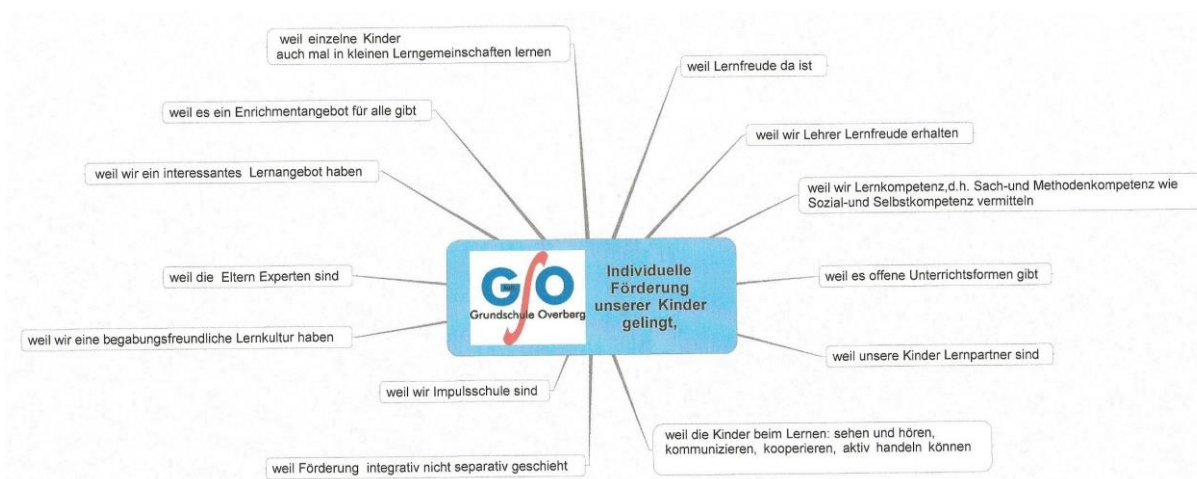 weil einzelne Kinder
auch mal in kleinen Lerngemeinschaften lernen
weil Lernfreude da ist
weil es ein Enrichmentangebot für alle gibt
weil wir Lehrer Lernfreude erhalten
weil wir ein interessantes Lernangebot haben
weil wir Lernkompetenz,d.h. Sach-und Methodenkompetenz wie
Sozial-und Selbstkompetenz vermitteln
weil die Eltern Experten sind
GSO
Grundschule Overberg
Individuelle
Förderung
unserer Kinder
gelingt,
weil es offene Unterrichtsformen gibt
weil wir eine begabungsfreundliche Lernkultur haben
weil unsere Kinder Lernpartner sind
weil wir Impulsschule sind
weil die Kinder beim Lernen: sehen und hören,
kommunizieren, kooperieren, aktiv handeln können
weil Förderung integrativ nicht separativ geschieht